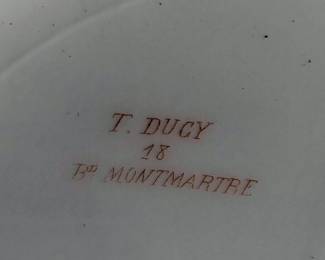 T. DUCY
18
Bᴰ MONTMARTRE